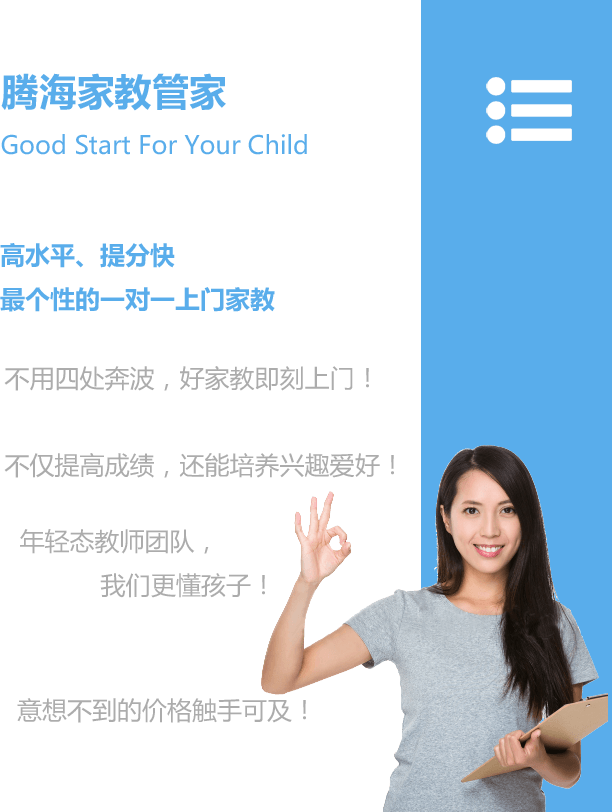 腾海家教管家
Good Start For Your Child
高水平、提分快
最个性的一对一上门家教
不用四处奔波，好家教即刻上门！
不仅提高成绩，还能培养兴趣爱好！
年轻态教师团队，
我们更懂孩子！
意想不到的价格触手可及！